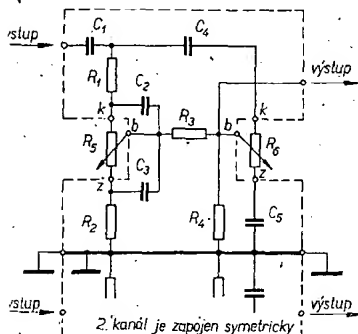 C1 C4
vstup
R1 C2 výstup
k R3 k
b b
R5 R6
z C3 z
R2 R4 C5
vstup výstup
2. kanál je zapojen symetricky